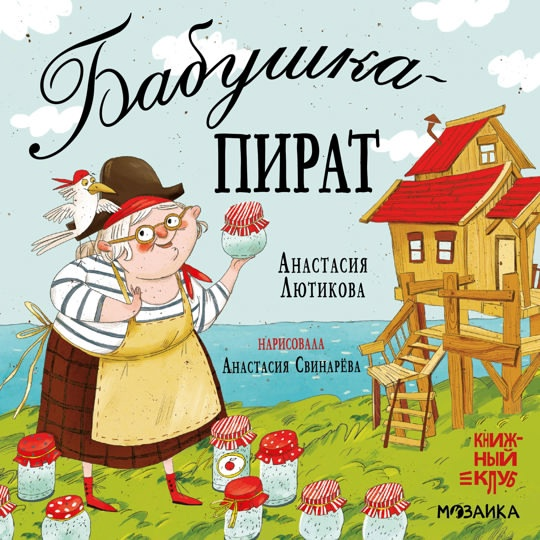 Бабушка-
ПИРАТ
Анастасия
Лютикова
нарисовала
Анастасия Свинарёва
КНИЖ-
НЫЙ
КЛУБ
МОЗАИКА